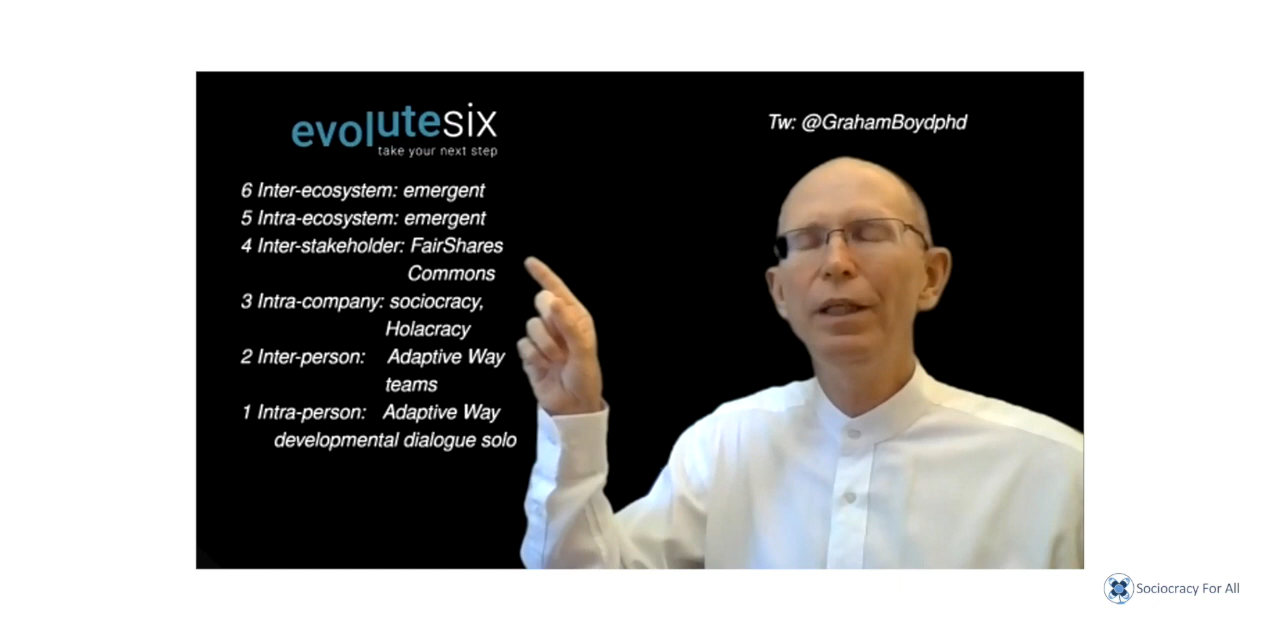 evolutesix
take your next step
Tw: @GrahamBoydphd
6 Inter-ecosystem: emergent
5 Intra-ecosystem: emergent
4 Inter-stakeholder: FairShares
Commons
3 Intra-company: sociocracy,
Holacracy
2 Inter-person: Adaptive Way
teams
1 Intra-person: Adaptive Way
developmental dialogue solo
Sociocracy For All